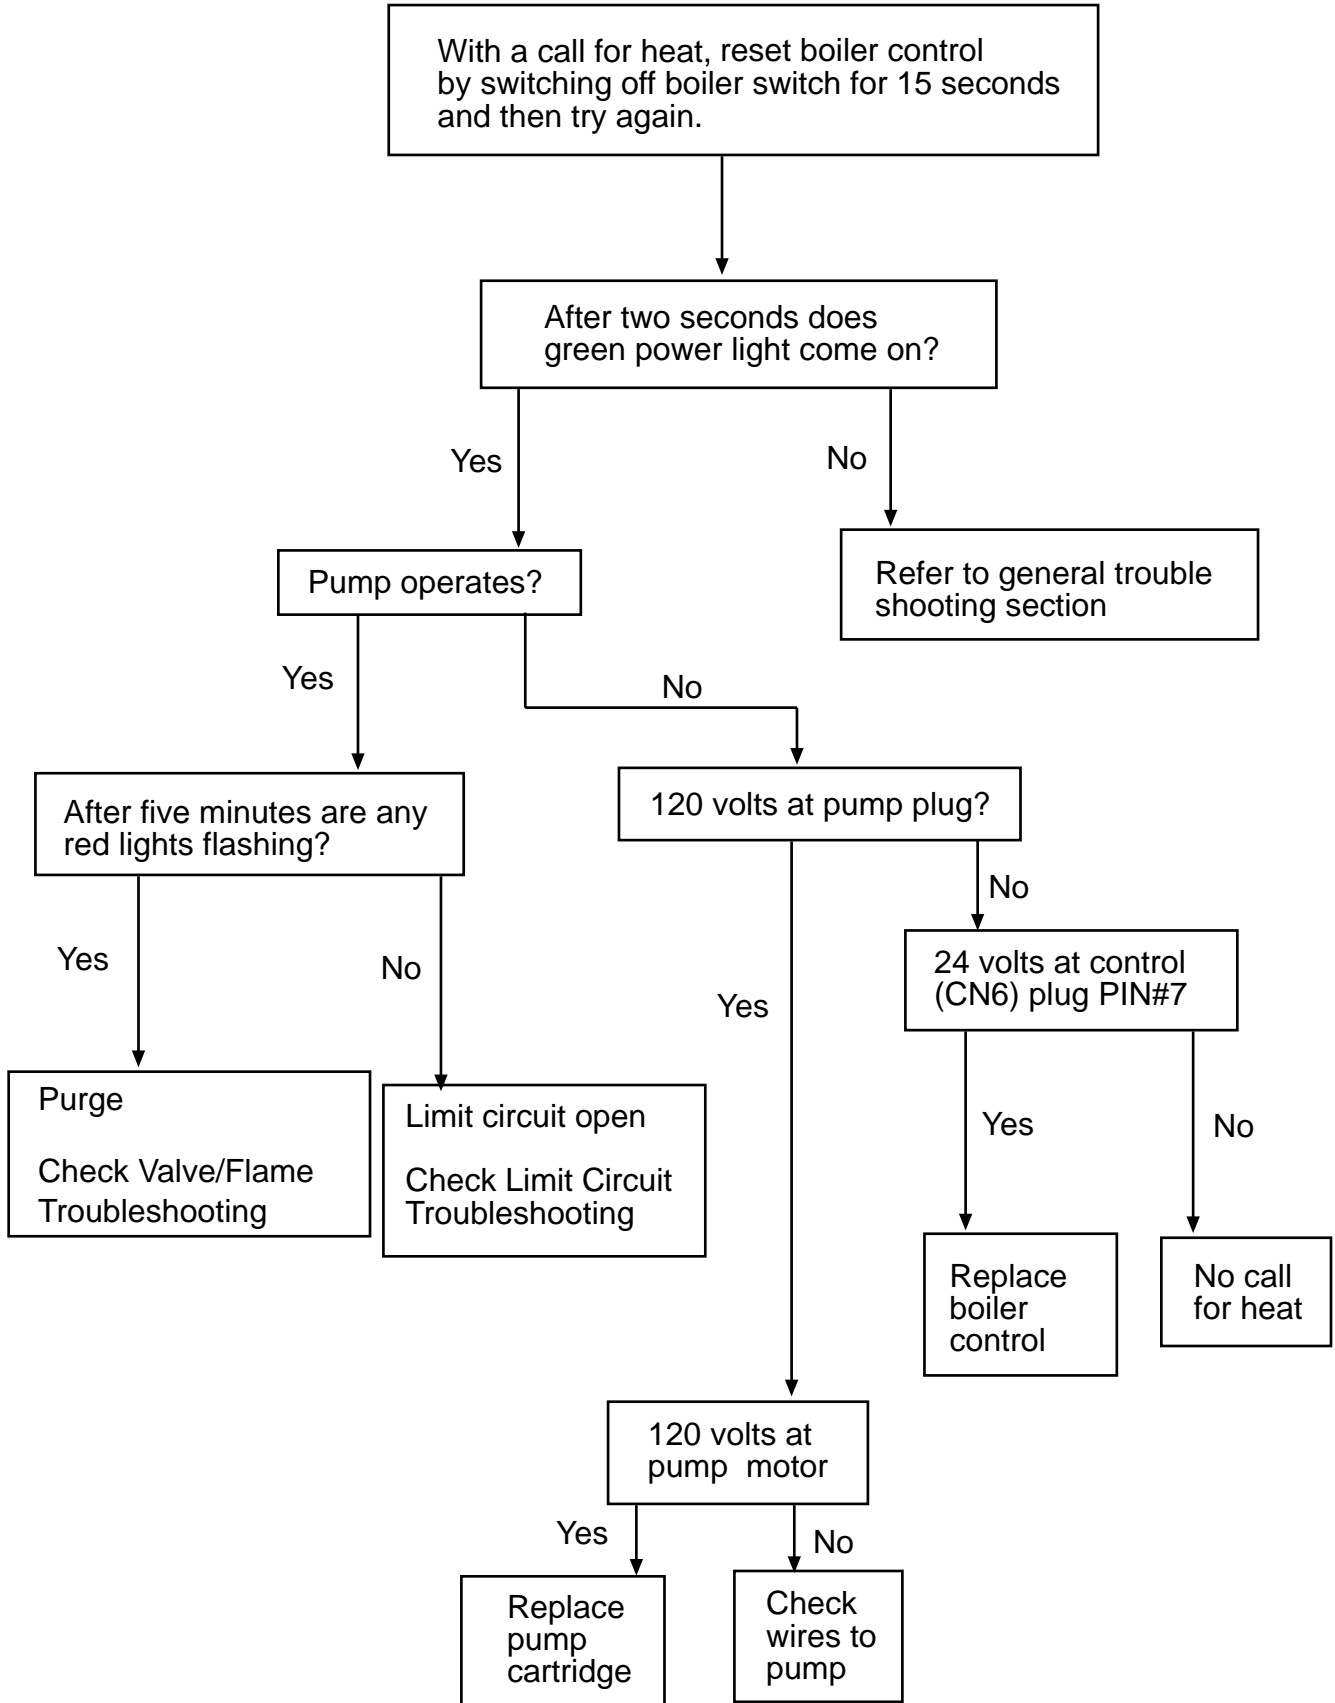 With a call for heat, reset boiler control
by switching off boiler switch for 15 seconds
and then try again.
After two seconds does
green power light come on?
Yes
No
Pump operates?
Refer to general trouble
shooting section
Yes
No
After five minutes are any
red lights flashing?
120 volts at pump plug?
No
Yes
No
24 volts at control
(CN6) plug PIN#7
Yes
Purge
Check Valve/Flame
Troubleshooting
Limit circuit open
Check Limit Circuit
Troubleshooting
Yes
No
Replace
boiler
control
No call
for heat
120 volts at
pump  motor
Yes
No
Replace
pump
cartridge
Check
wires to
pump